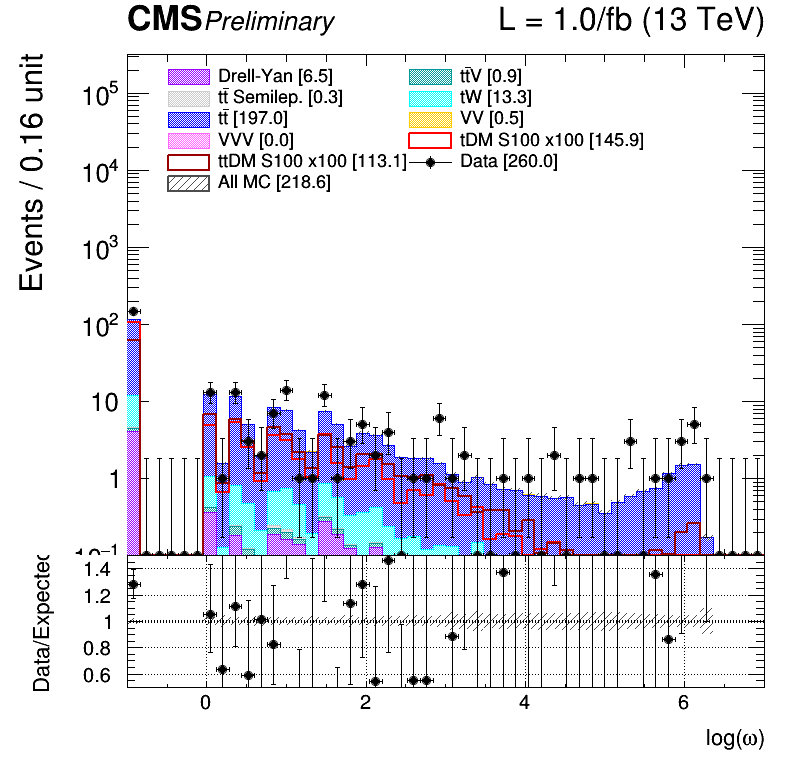 CMS Preliminary L = 1.0/fb (13 TeV)
Events / 0.16 unit
Drell-Yan [6.5] tt̄V [0.9]
tt̄ Semilep. [0.3] tW [13.3]
tt̄ [197.0] VV [0.5]
VVV [0.0] tDM S100 x100 [145.9]
ttDM S100 x100 [113.1] Data [260.0]
All MC [218.6]
10⁵
10⁴
10³
10²
10
1
10⁻¹
Data/Expected
1.4
1.2
1
0.8
0.6
0 2 4 6
log(ω)